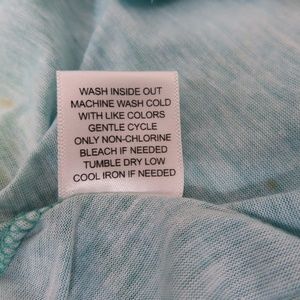 WASH INSIDE OUT
MACHINE WASH COLD
WITH LIKE COLORS
GENTLE CYCLE
ONLY NON-CHLORINE
BLEACH IF NEEDED
TUMBLE DRY LOW
COOL IRON IF NEEDED